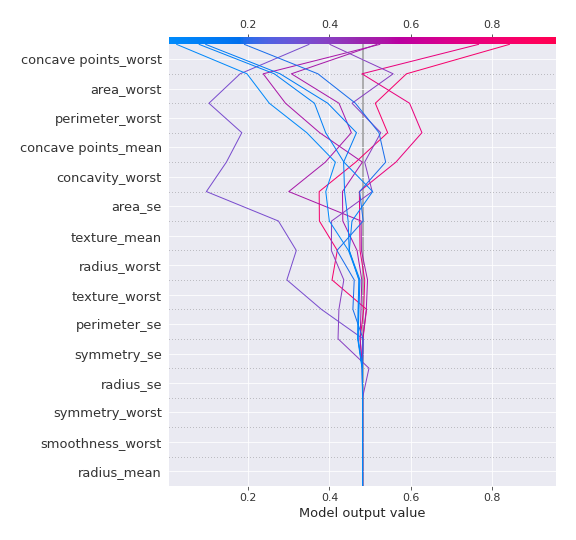 0.2 0.4 0.6 0.8
concave points_worst
area_worst
perimeter_worst
concave points_mean
concavity_worst
area_se
texture_mean
radius_worst
texture_worst
perimeter_se
symmetry_se
radius_se
symmetry_worst
smoothness_worst
radius_mean
0.2 0.4 0.6 0.8
Model output value